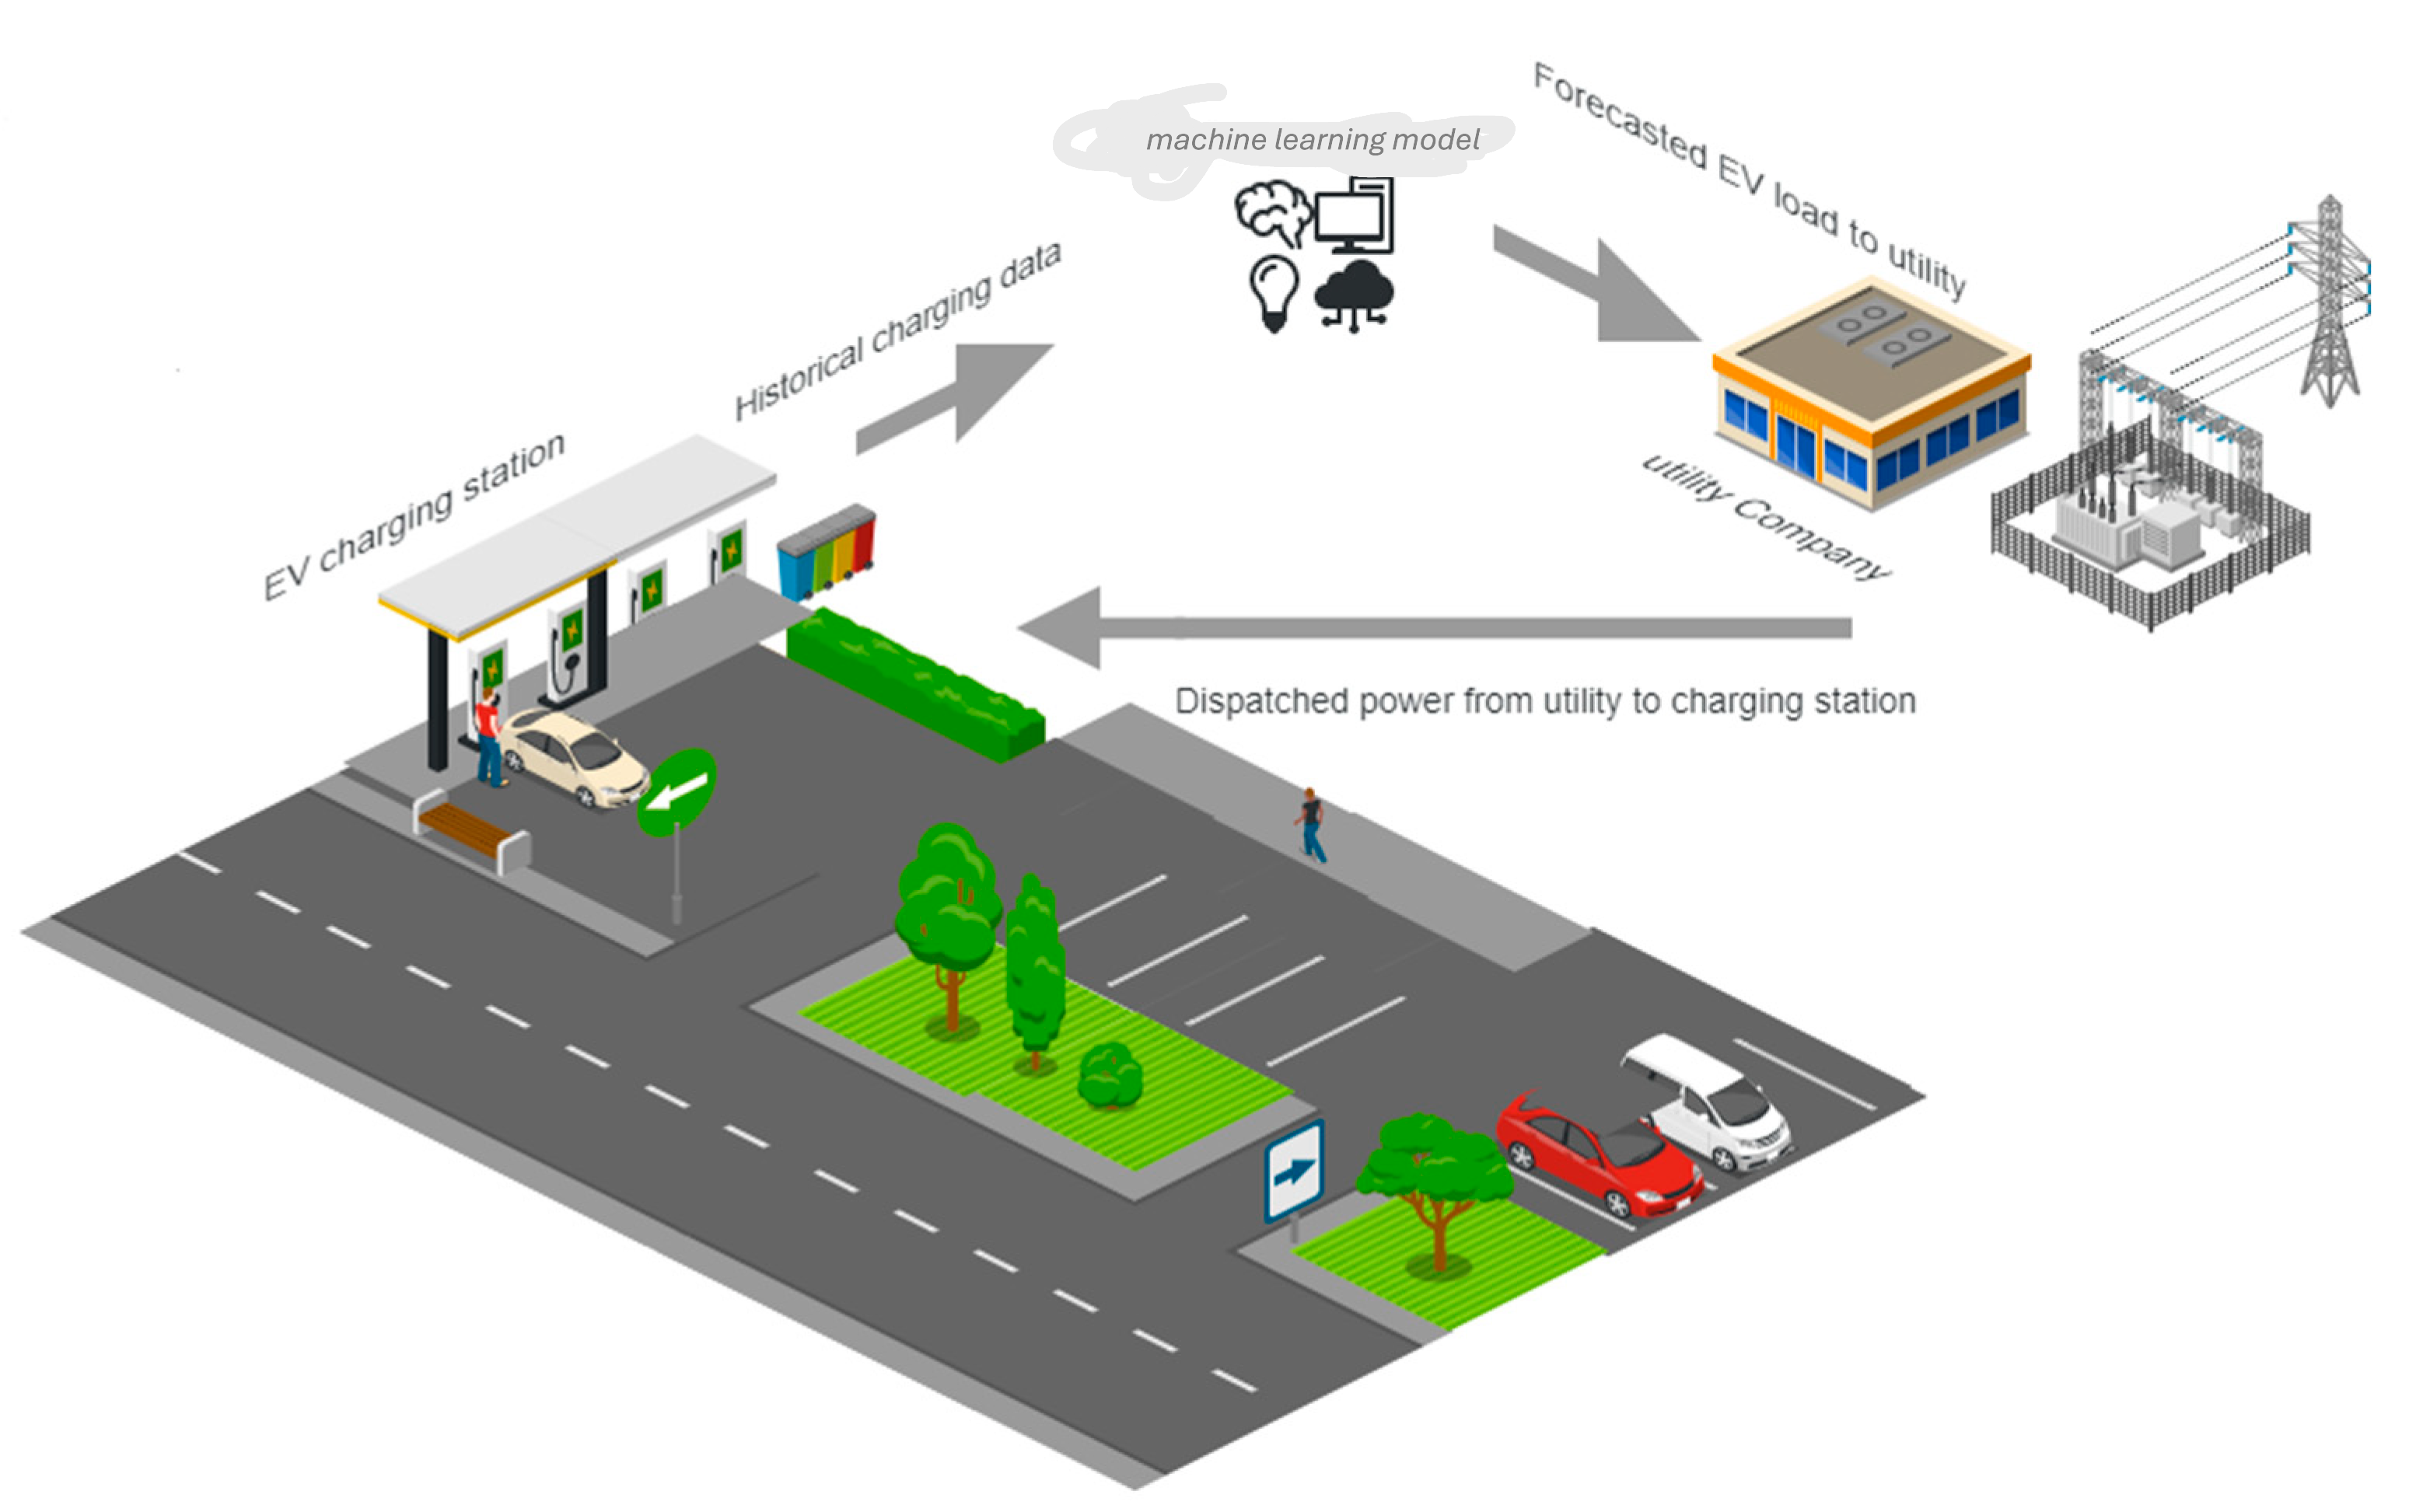 machine learning model
Forecasted EV load to utility
Historical charging data
EV charging station
utility Company
Dispatched power from utility to charging station